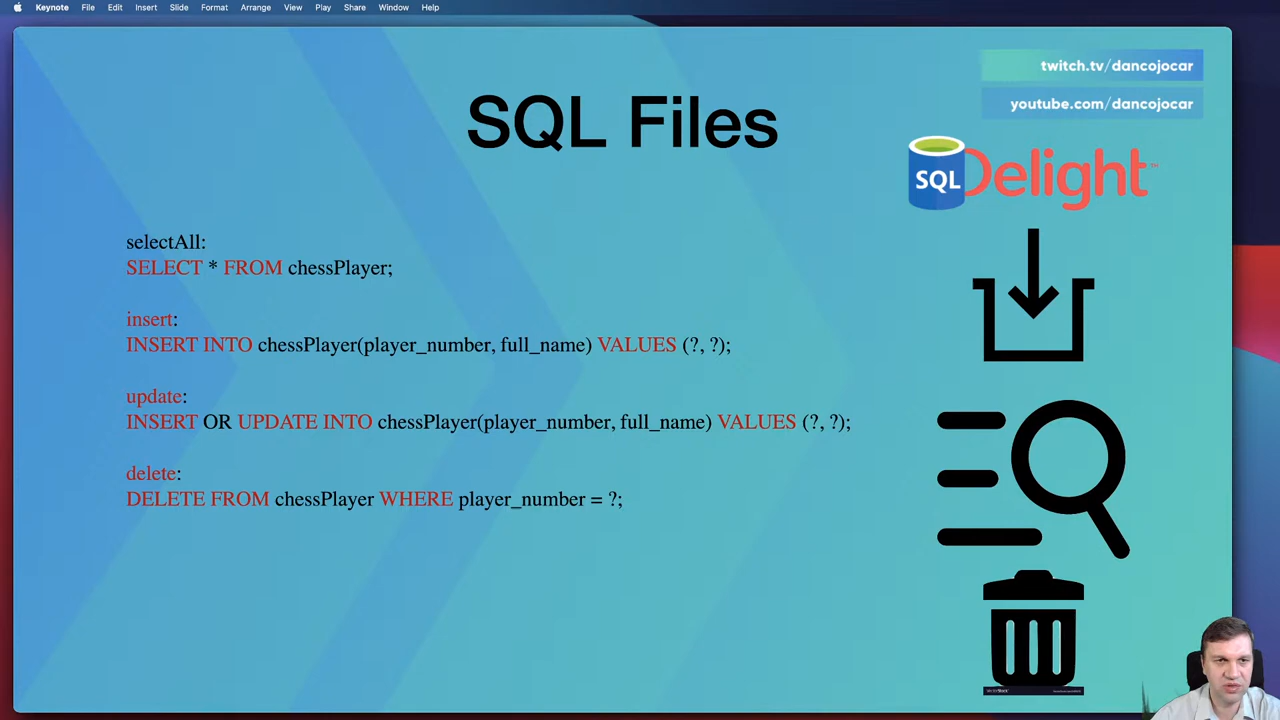 Keynote File Edit Insert Slide Format Arrange View Play Share Window Help
twitch.tv/dancojocar
youtube.com/dancojocar
SQL Files
SQL Delight™
selectAll:
SELECT * FROM chessPlayer;
insert:
INSERT INTO chessPlayer(player_number, full_name) VALUES (?, ?);
update:
INSERT OR UPDATE INTO chessPlayer(player_number, full_name) VALUES (?, ?);
delete:
DELETE FROM chessPlayer WHERE player_number = ?;
VectorStock